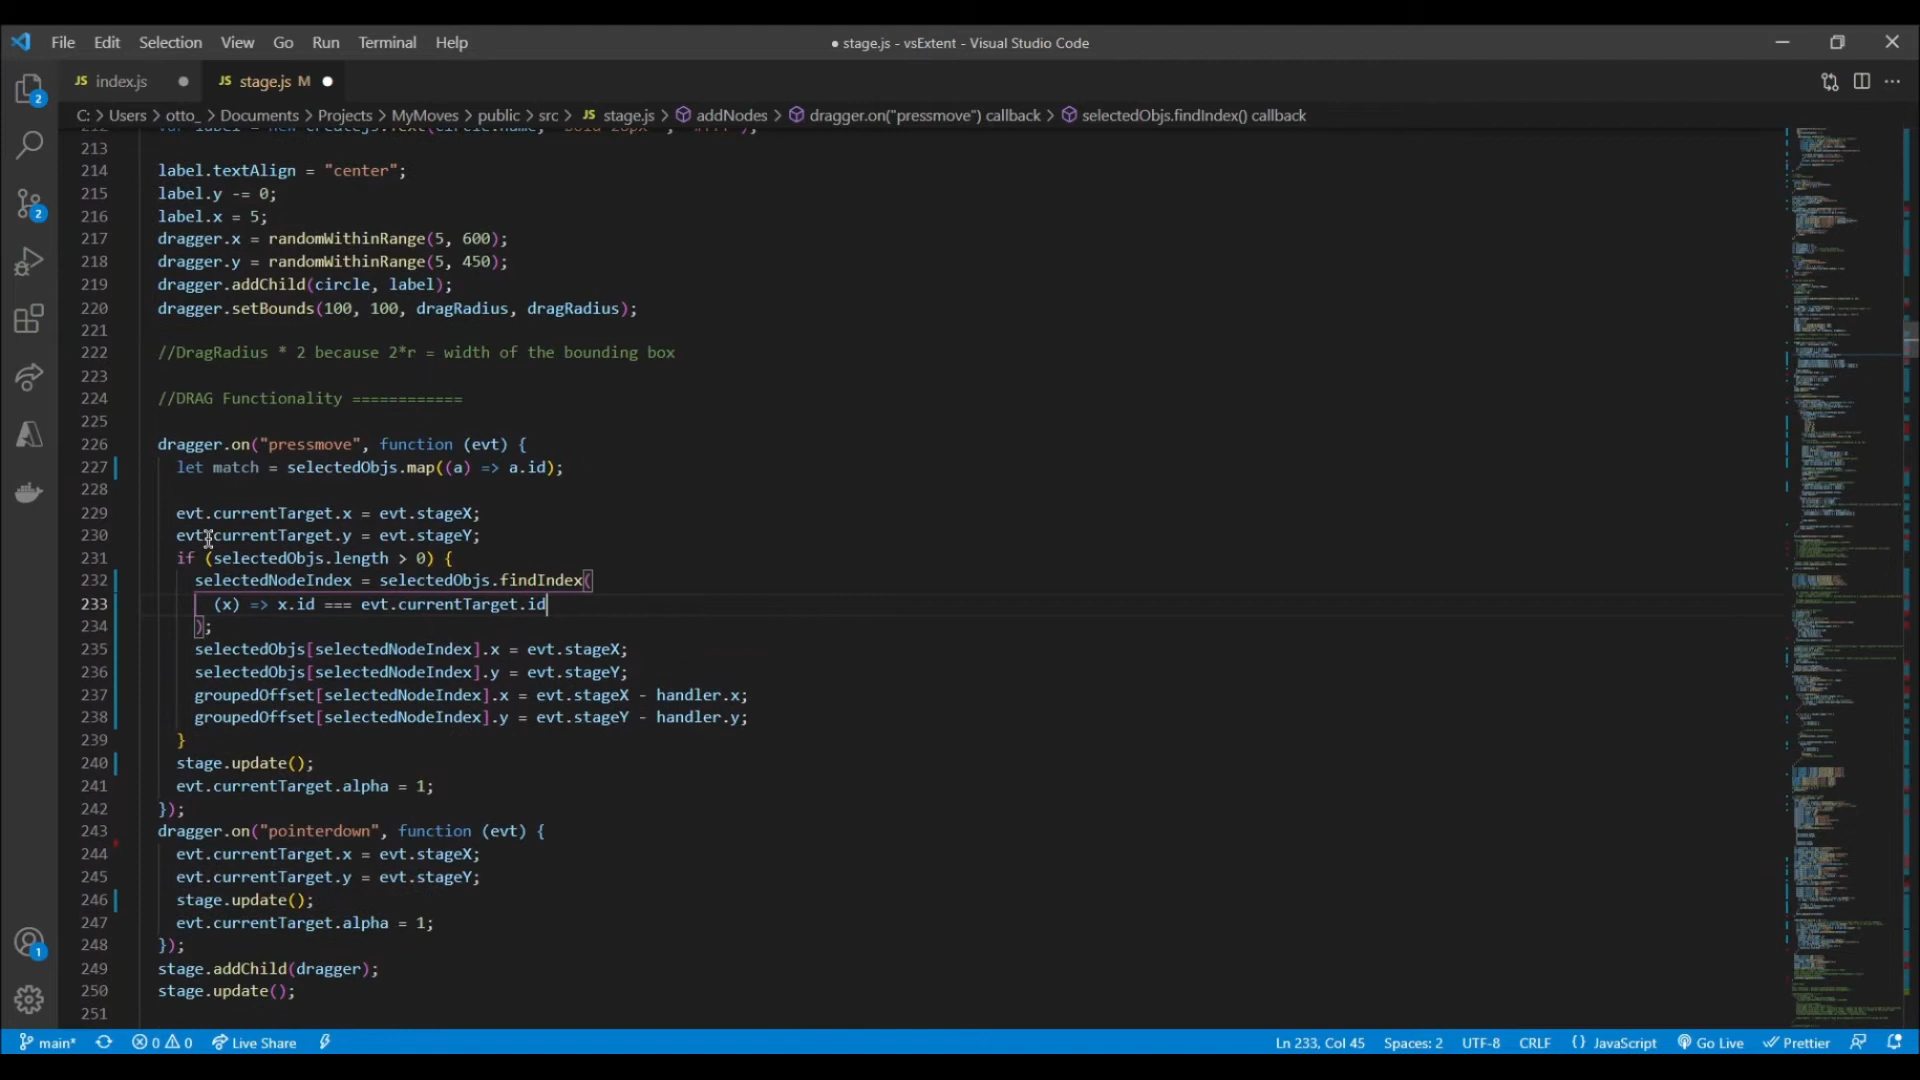 File Edit Selection View Go Run Terminal Help
● stage.js - vsExtent - Visual Studio Code
JS index.js ● JS stage.js M ●
C: > Users > otto_ > Documents > Projects > MyMoves > public > src > JS stage.js > addNodes > dragger.on("pressmove") callback > selectedObjs.findIndex() callback
213
214 label.textAlign = "center";
215 label.y -= 0;
216 label.x = 5;
217 dragger.x = randomWithinRange(5, 600);
218 dragger.y = randomWithinRange(5, 450);
219 dragger.addChild(circle, label);
220 dragger.setBounds(100, 100, dragRadius, dragRadius);
221
222 //DragRadius * 2 because 2*r = width of the bounding box
223
224 //DRAG Functionality ============
225
226 dragger.on("pressmove", function (evt) {
227 let match = selectedObjs.map((a) => a.id);
228
229 evt.currentTarget.x = evt.stageX;
230 evt.currentTarget.y = evt.stageY;
231 if (selectedObjs.length > 0) {
232 selectedNodeIndex = selectedObjs.findIndex(
233 (x) => x.id === evt.currentTarget.id
234 );
235 selectedObjs[selectedNodeIndex].x = evt.stageX;
236 selectedObjs[selectedNodeIndex].y = evt.stageY;
237 groupedOffset[selectedNodeIndex].x = evt.stageX - handler.x;
238 groupedOffset[selectedNodeIndex].y = evt.stageY - handler.y;
239 }
240 stage.update();
241 evt.currentTarget.alpha = 1;
242 });
243 dragger.on("pointerdown", function (evt) {
244 evt.currentTarget.x = evt.stageX;
245 evt.currentTarget.y = evt.stageY;
246 stage.update();
247 evt.currentTarget.alpha = 1;
248 });
249 stage.addChild(dragger);
250 stage.update();
251
2
2
1
main* 0 0 Live Share Ln 233, Col 45 Spaces: 2 UTF-8 CRLF {} JavaScript Go Live Prettier